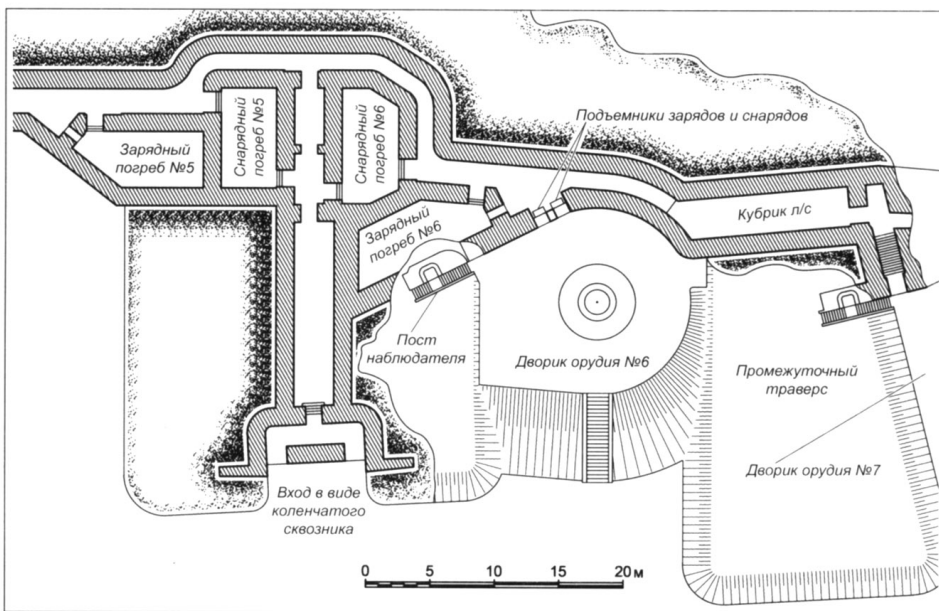 Подъемники зарядов и снарядов
Зарядный
погреб №5
Снарядный
погреб №5
Снарядный
погреб №6
Зарядный
погреб №6
Кубрик л/с
Пост
наблюдателя
Дворик орудия №6
Промежуточный
траверс
Дворик орудия №7
Вход в виде
коленчатого
сквозника
0 5 10 15 20 м